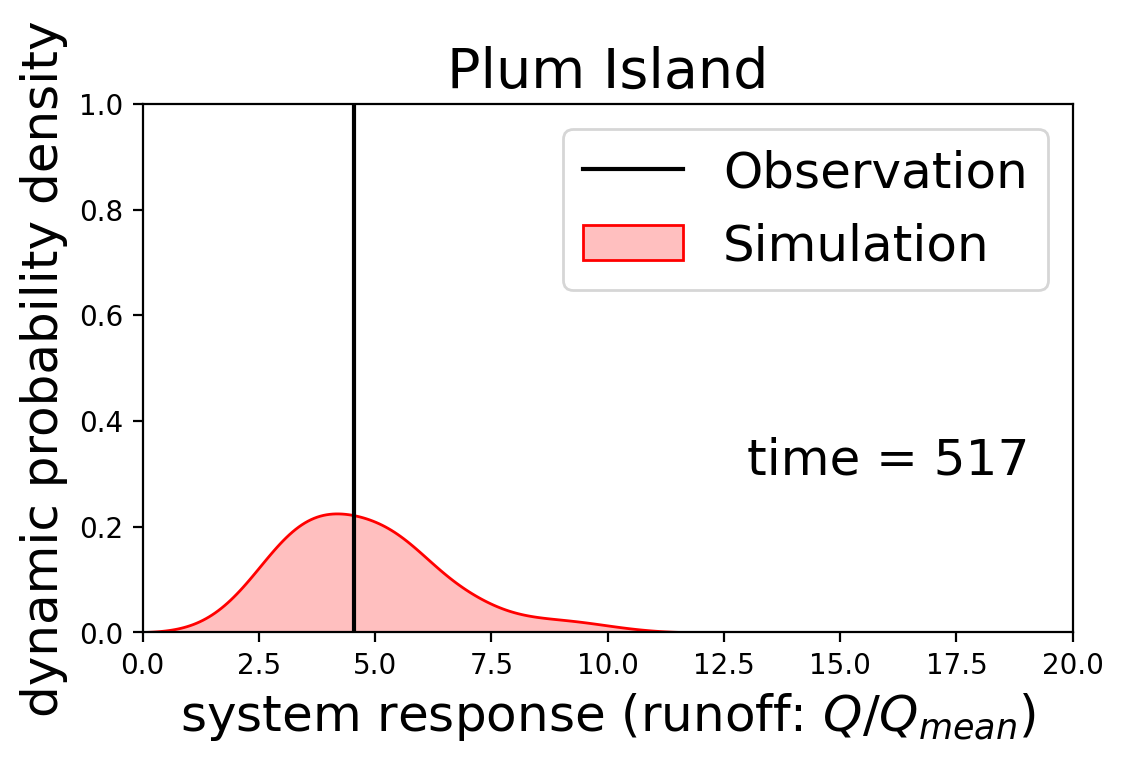 Plum Island
dynamic probability density
1.0
0.8
0.6
0.4
0.2
0.0
Observation
Simulation
time = 517
0.0 2.5 5.0 7.5 10.0 12.5 15.0 17.5 20.0
system response (runoff: Q/Qmean)